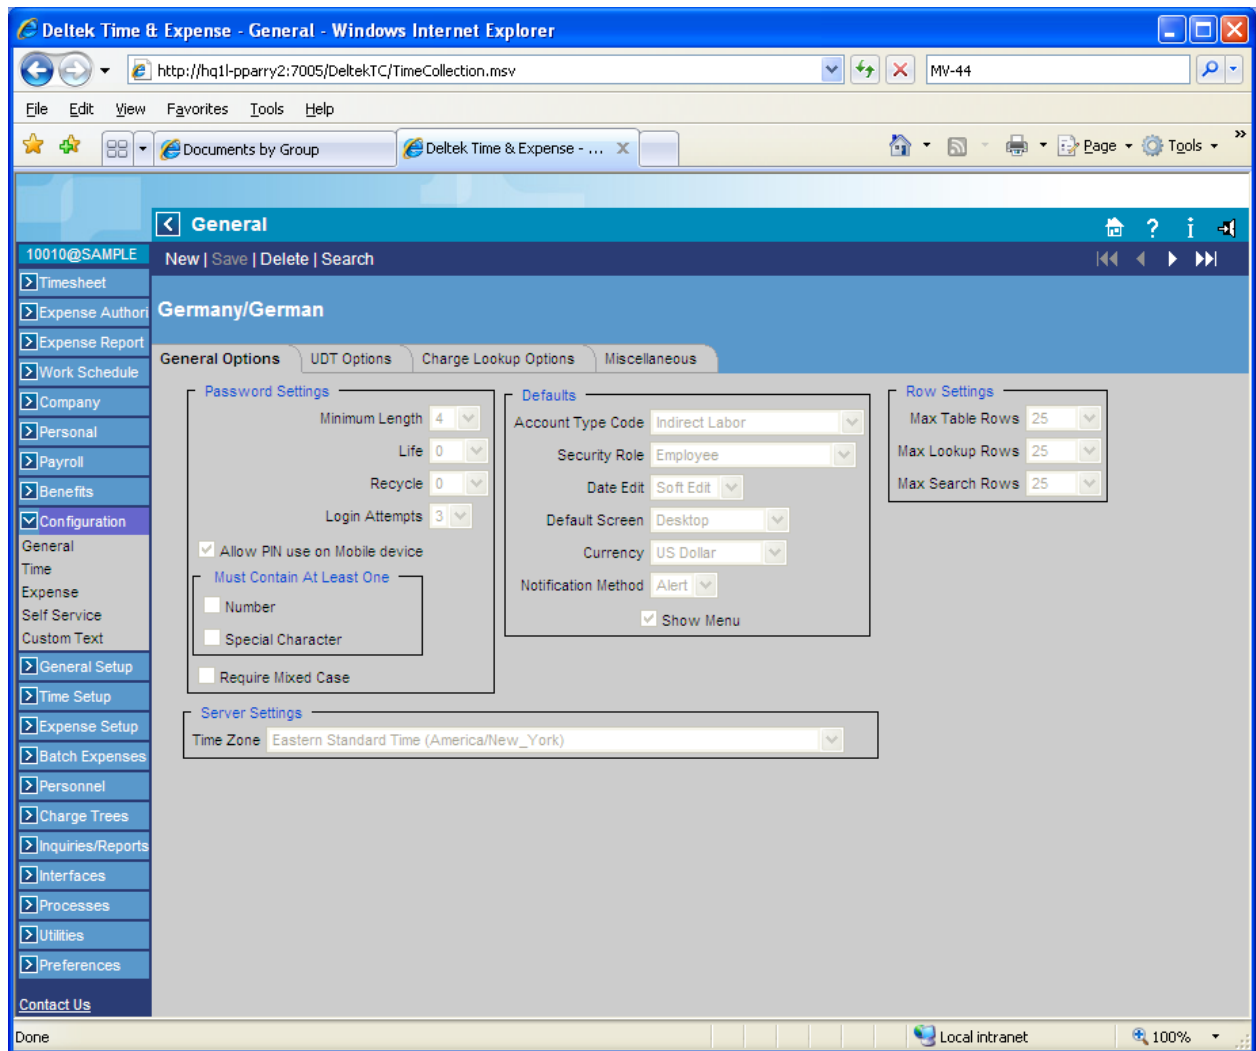 Deltek Time & Expense - General - Windows Internet Explorer
http://hq1l-pparry2:7005/DeltekTC/TimeCollection.msv
MV-44
File Edit View Favorites Tools Help
Documents by Group
Deltek Time & Expense - ...
Page
Tools
General
10010@SAMPLE
New | Save | Delete | Search
Timesheet
Expense Authori
Expense Report
Work Schedule
Company
Personal
Payroll
Benefits
Configuration
General
Time
Expense
Self Service
Custom Text
General Setup
Time Setup
Expense Setup
Batch Expenses
Personnel
Charge Trees
Inquiries/Reports
Interfaces
Processes
Utilities
Preferences
Contact Us
Germany/German
General Options UDT Options Charge Lookup Options Miscellaneous
Password Settings
Minimum Length 4
Life 0
Recycle 0
Login Attempts 3
Allow PIN use on Mobile device
Must Contain At Least One
Number
Special Character
Require Mixed Case
Defaults
Account Type Code Indirect Labor
Security Role Employee
Date Edit Soft Edit
Default Screen Desktop
Currency US Dollar
Notification Method Alert
Show Menu
Row Settings
Max Table Rows 25
Max Lookup Rows 25
Max Search Rows 25
Server Settings
Time Zone Eastern Standard Time (America/New_York)
Done
Local intranet
100%